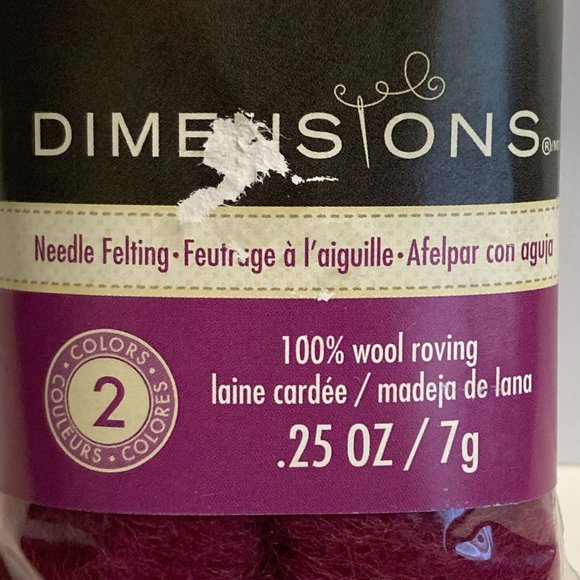 DIMENSIONS®
Needle Felting • Feutrage à l'aiguille • Afelpar con aguja
COLORS • COLORES • COULEURS •
2
100% wool roving
laine cardée / madeja de lana
.25 OZ / 7g